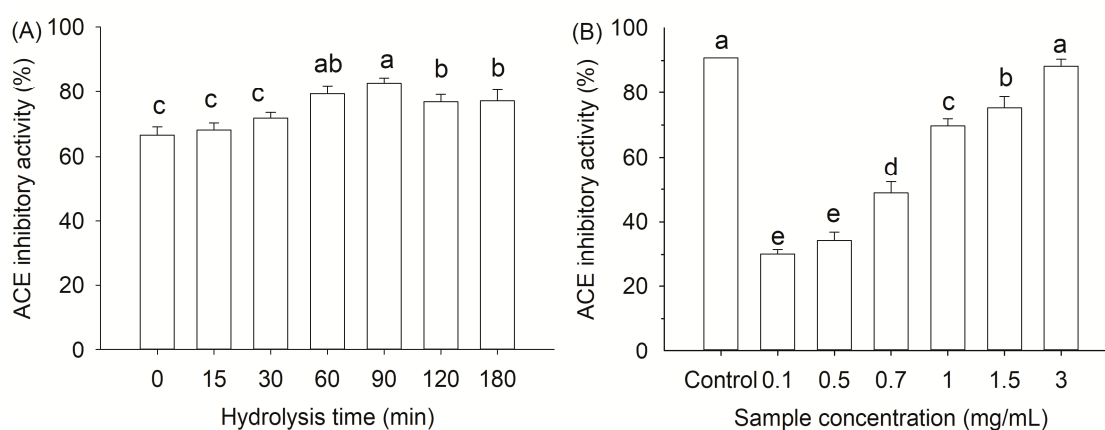 (A)
ACE inhibitory activity (%)
100
80
60
40
20
0
c c c ab a b b
0 15 30 60 90 120 180
Hydrolysis time (min)
(B)
ACE inhibitory activity (%)
100
80
60
40
20
0
a e e d c b a
Control 0.1 0.5 0.7 1 1.5 3
Sample concentration (mg/mL)